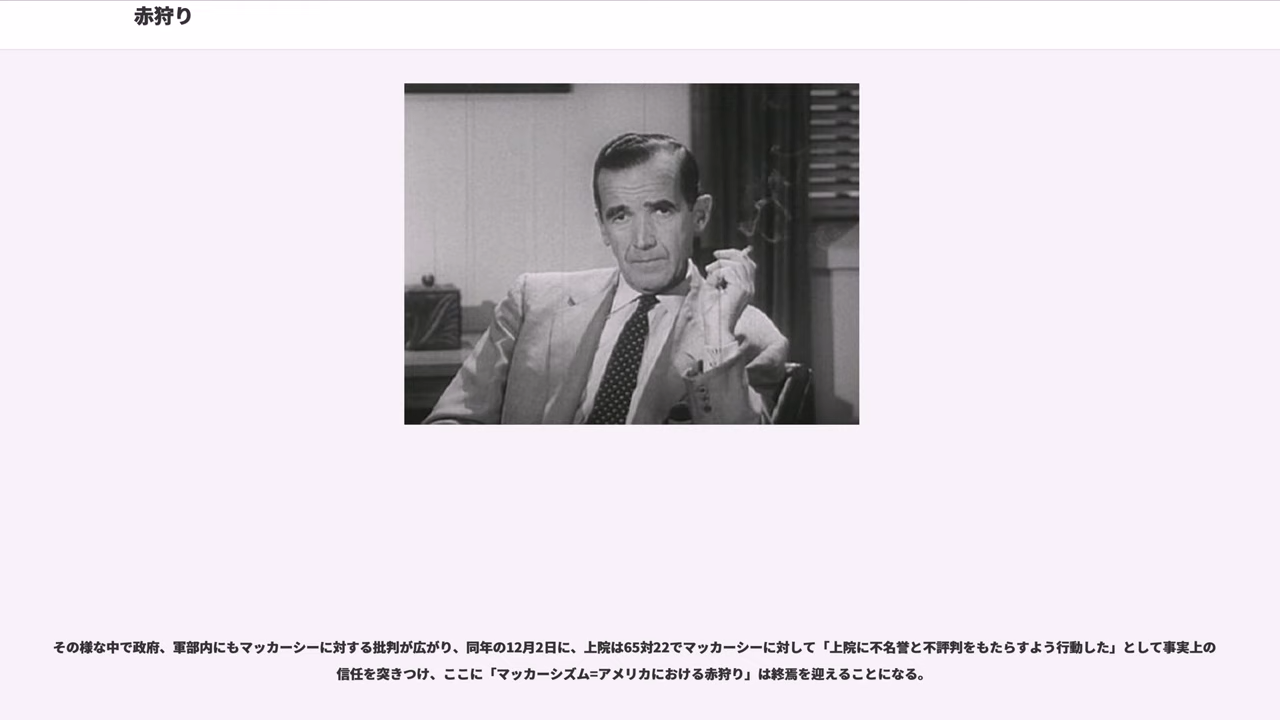 赤狩り
その様な中で政府、軍部内にもマッカーシーに対する批判が広がり、同年の12月2日に、上院は65対22でマッカーシーに対して「上院に不名誉と不評判をもたらすよう行動した」として事実上の
信任を突きつけ、ここに「マッカーシズム=アメリカにおける赤狩り」は終焉を迎えることになる。